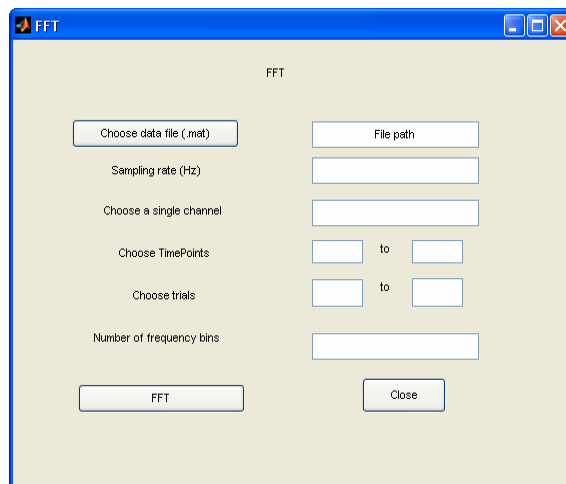 FFT
FFT
Choose data file (.mat)
File path
Sampling rate (Hz)
Choose a single channel
Choose TimePoints
to
Choose trials
to
Number of frequency bins
FFT
Close